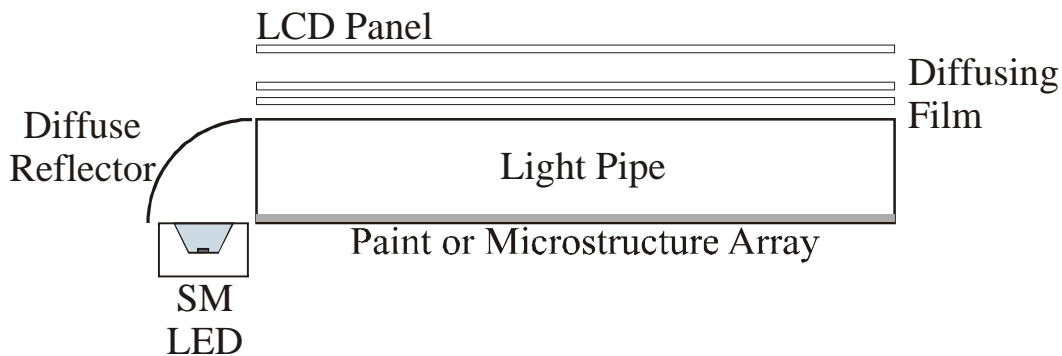 LCD Panel
Diffusing
Film
Diffuse
Reflector
Light Pipe
Paint or Microstructure Array
SM
LED